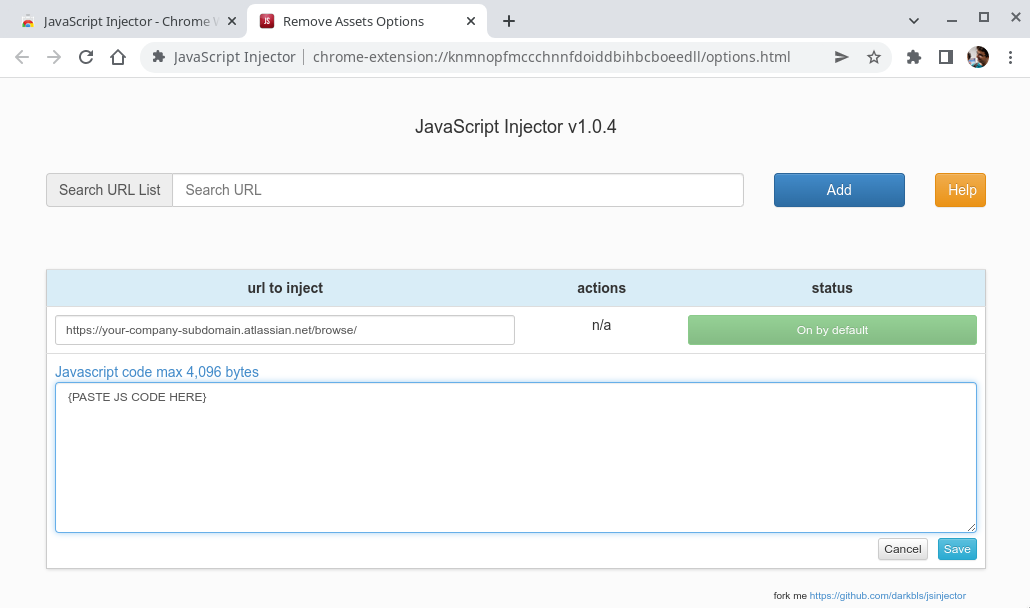 JavaScript Injector - Chrome W
JS Remove Assets Options
JavaScript Injector | chrome-extension://knmnopfmccchnnfdoiddbihbcboeedll/options.html
JavaScript Injector v1.0.4
Search URL List Search URL Add Help
url to inject actions status
https://your-company-subdomain.atlassian.net/browse/ n/a On by default
Javascript code max 4,096 bytes
{PASTE JS CODE HERE}
Cancel Save
fork me https://github.com/darkbls/jsinjector